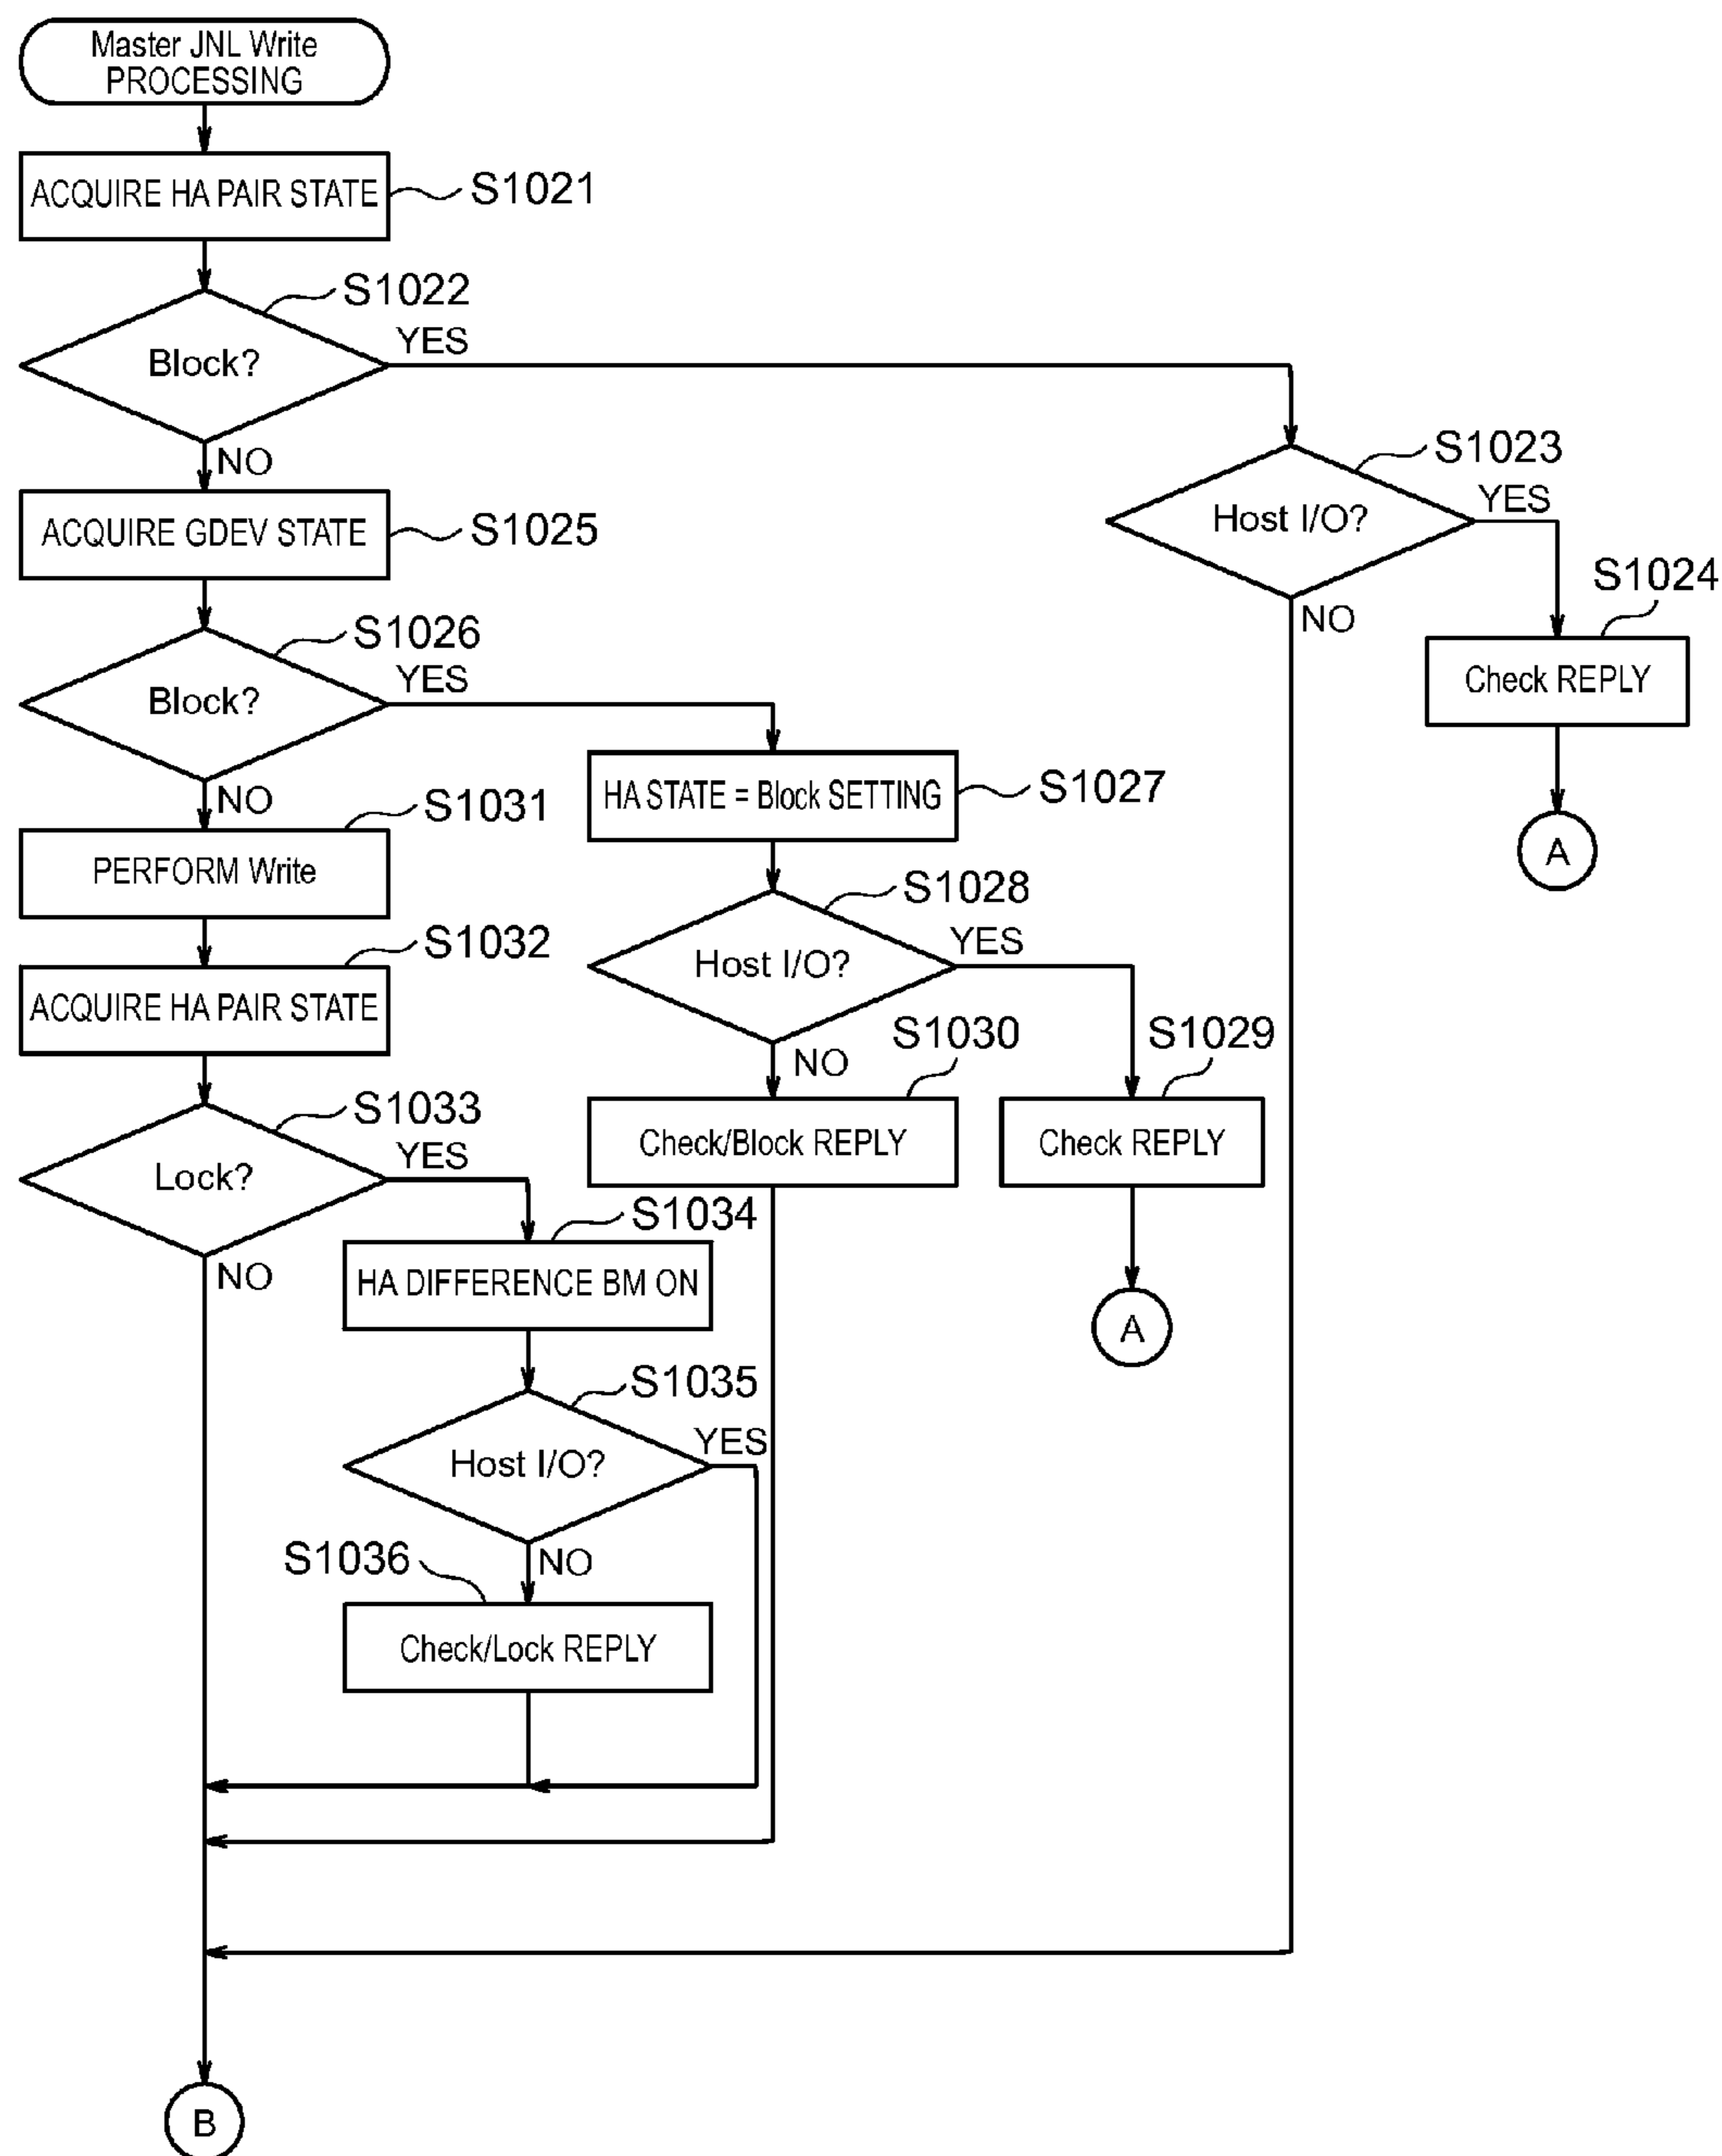 Master JNL Write
PROCESSING
ACQUIRE HA PAIR STATE
S1021
S1022
Block?
YES
NO
S1023
Host I/O?
YES
NO
S1024
Check REPLY
A
ACQUIRE GDEV STATE
S1025
S1026
Block?
YES
NO
HA STATE = Block SETTING
S1027
S1028
Host I/O?
YES
NO
S1029
Check REPLY
A
S1030
Check/Block REPLY
S1031
PERFORM Write
S1032
ACQUIRE HA PAIR STATE
S1033
Lock?
YES
NO
S1034
HA DIFFERENCE BM ON
S1035
Host I/O?
YES
NO
S1036
Check/Lock REPLY
B